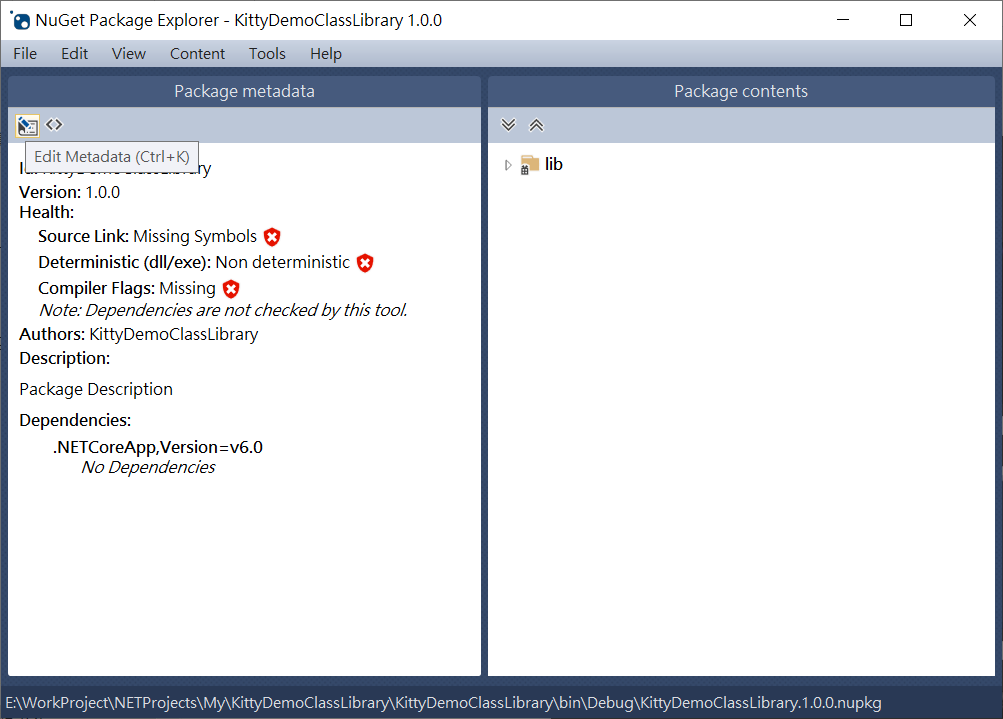 NuGet Package Explorer - KittyDemoClassLibrary 1.0.0
File Edit View Content Tools Help
Package metadata
Edit Metadata (Ctrl+K)
Id: KittyDemoClassLibrary
Version: 1.0.0
Health:
Source Link: Missing Symbols
Deterministic (dll/exe): Non deterministic
Compiler Flags: Missing
Note: Dependencies are not checked by this tool.
Authors: KittyDemoClassLibrary
Description:
Package Description
Dependencies:
.NETCoreApp,Version=v6.0
No Dependencies
Package contents
lib
E:\WorkProject\NETProjects\My\KittyDemoClassLibrary\KittyDemoClassLibrary\bin\Debug\KittyDemoClassLibrary.1.0.0.nupkg